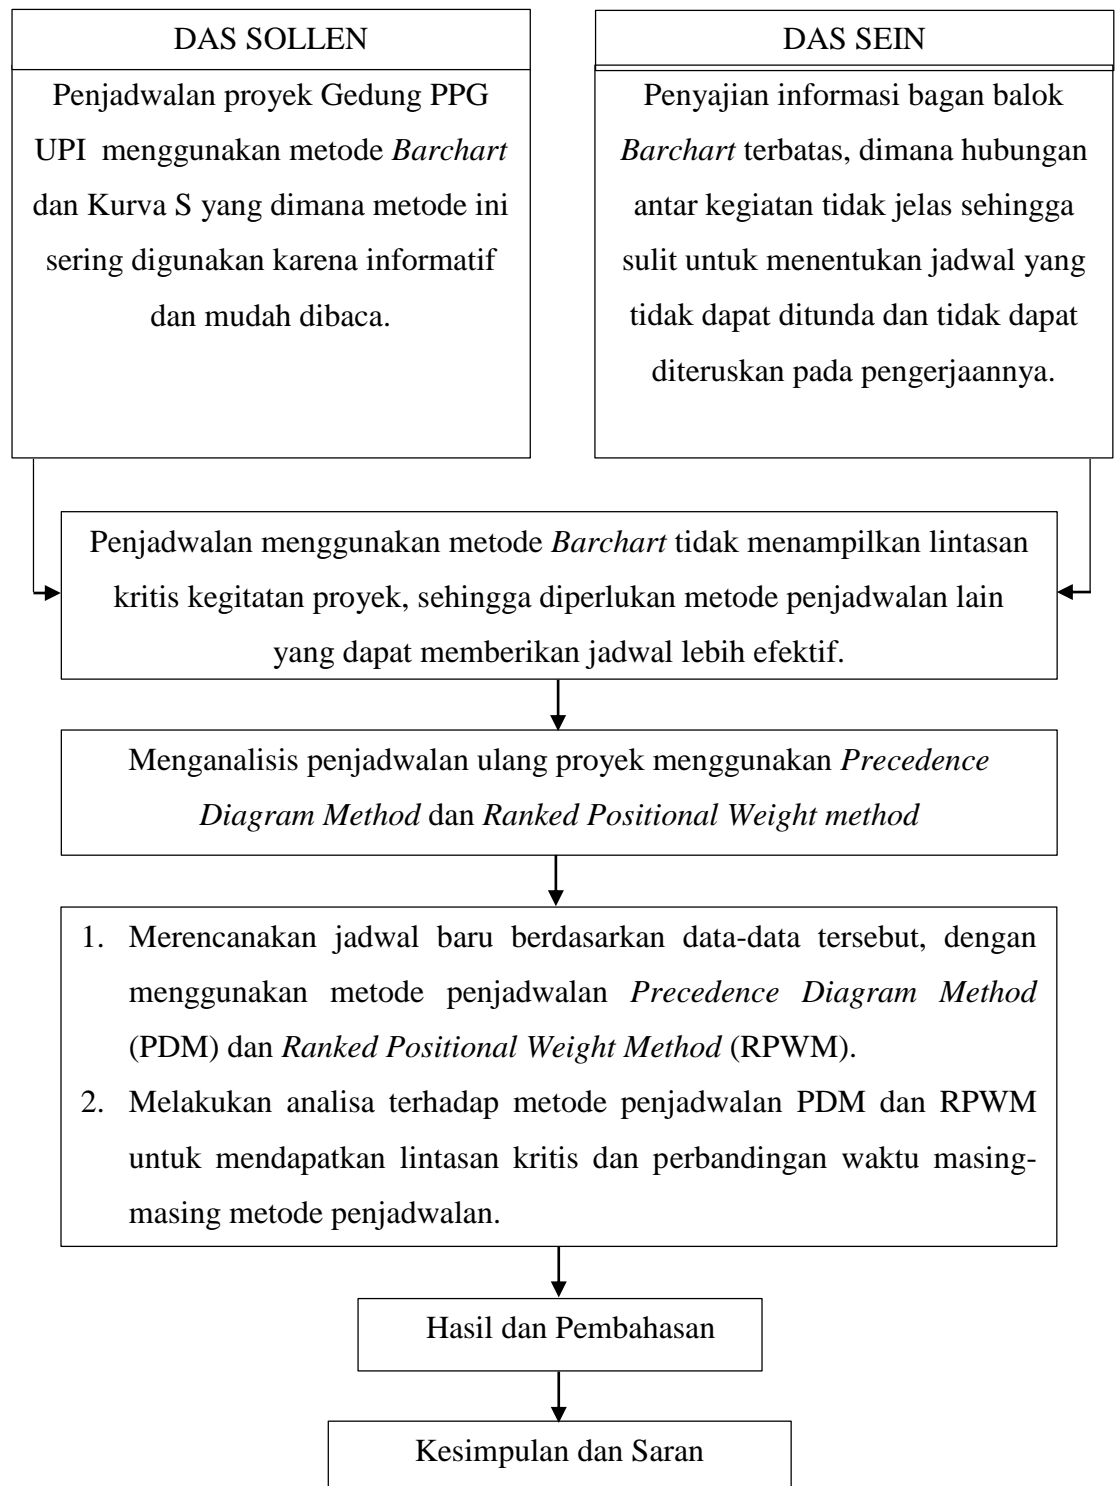 DAS SOLLEN
Penjadwalan proyek Gedung PPG
UPI menggunakan metode Barchart
dan Kurva S yang dimana metode ini
sering digunakan karena informatif
dan mudah dibaca.
DAS SEIN
Penyajian informasi bagan balok
Barchart terbatas, dimana hubungan
antar kegiatan tidak jelas sehingga
sulit untuk menentukan jadwal yang
tidak dapat ditunda dan tidak dapat
diteruskan pada pengerjaannya.
Penjadwalan menggunakan metode Barchart tidak menampilkan lintasan
kritis kegitatan proyek, sehingga diperlukan metode penjadwalan lain
yang dapat memberikan jadwal lebih efektif.
Menganalisis penjadwalan ulang proyek menggunakan Precedence
Diagram Method dan Ranked Positional Weight method
1. Merencanakan jadwal baru berdasarkan data-data tersebut, dengan
menggunakan metode penjadwalan Precedence Diagram Method
(PDM) dan Ranked Positional Weight Method (RPWM).
2. Melakukan analisa terhadap metode penjadwalan PDM dan RPWM
untuk mendapatkan lintasan kritis dan perbandingan waktu masing-
masing metode penjadwalan.
Hasil dan Pembahasan
Kesimpulan dan Saran